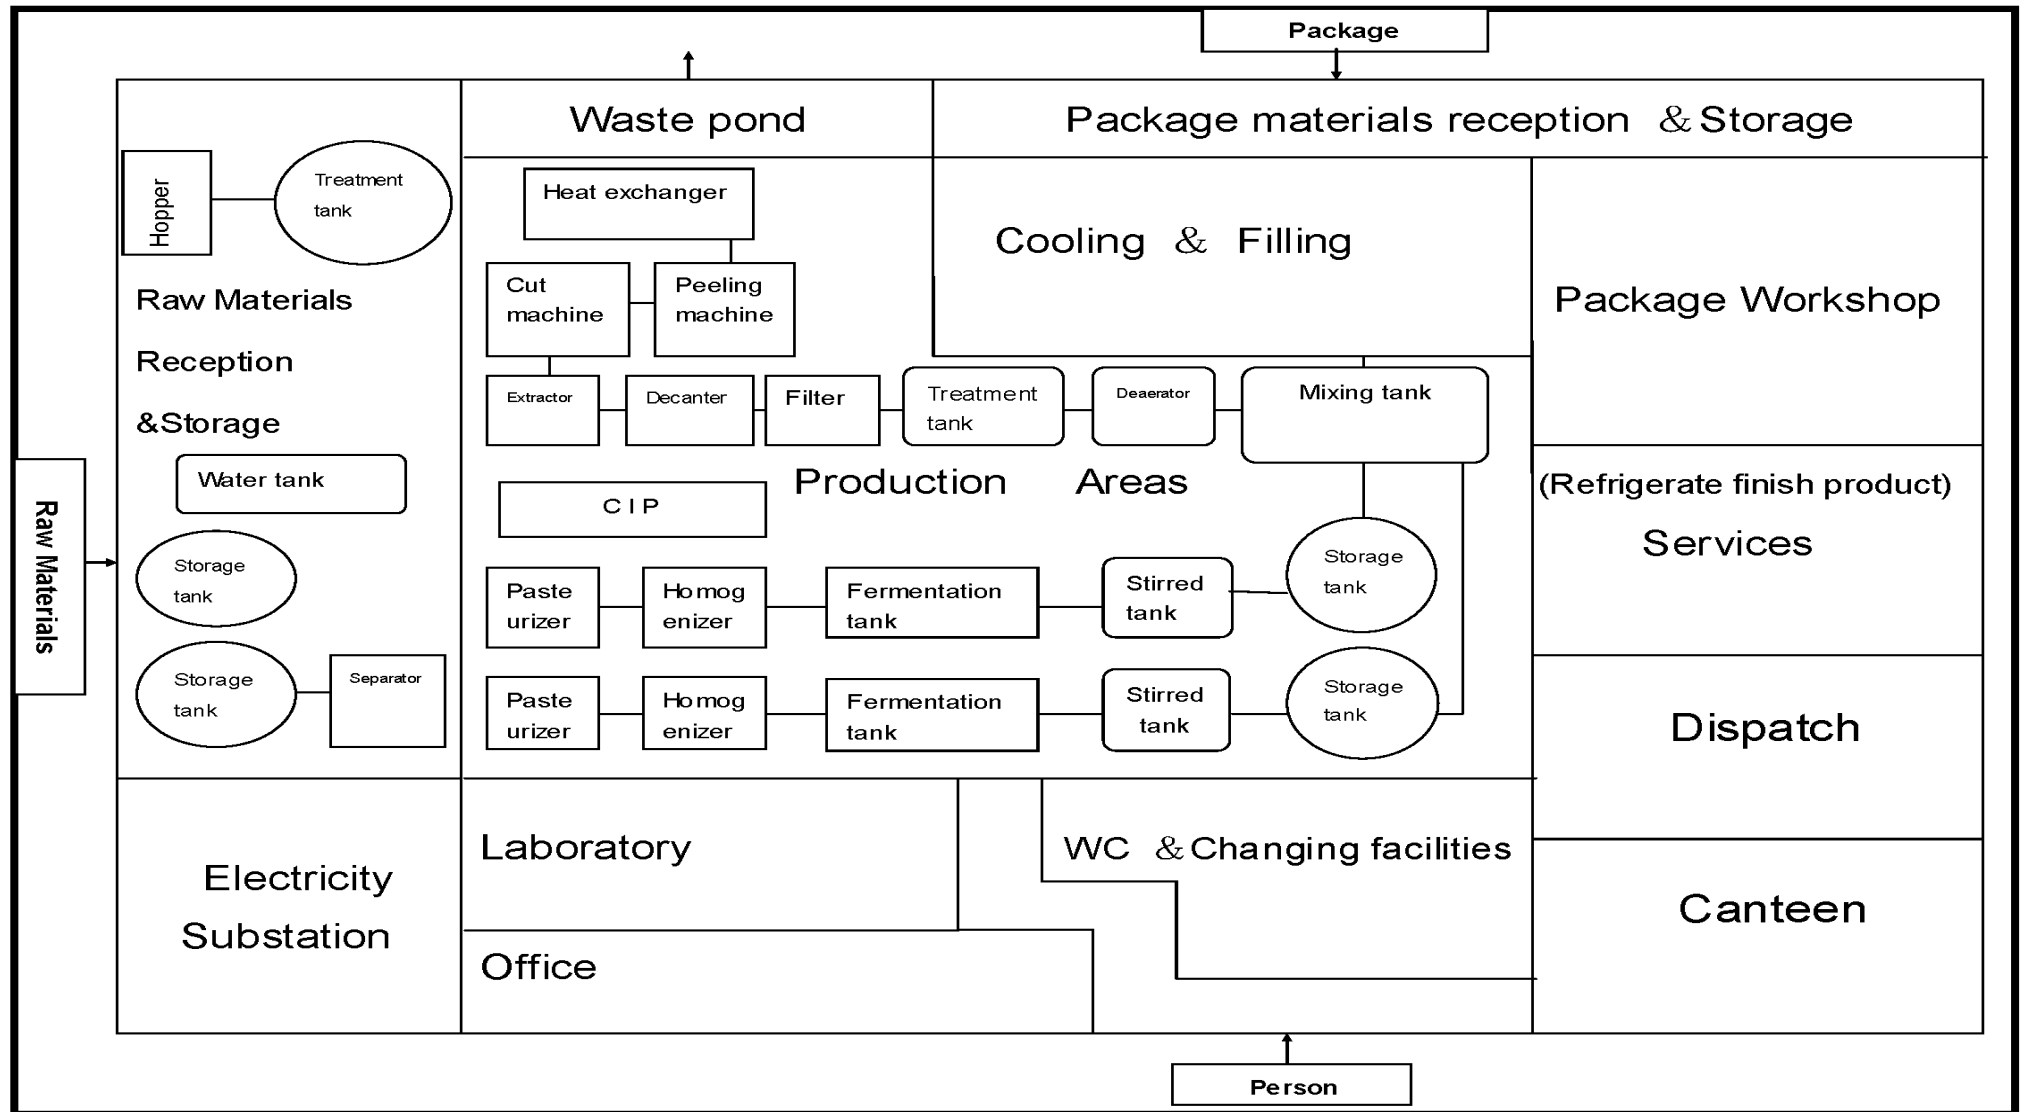 Package
Waste pond
Package materials reception & Storage
Hopper
Treatment
tank
Raw Materials
Reception
&Storage
Water tank
Storage
tank
Storage
tank
Separator
Raw Materials
Heat exchanger
Cut
machine
Peeling
machine
Cooling & Filling
Package Workshop
Extractor
Decanter
Filter
Treatment
tank
Deaerator
Mixing tank
Production Areas
C I P
(Refrigerate finish product)
Services
Paste
urizer
Homog
enizer
Fermentation
tank
Stirred
tank
Storage
tank
Paste
urizer
Homog
enizer
Fermentation
tank
Stirred
tank
Storage
tank
Dispatch
Electricity
Substation
Laboratory
Office
WC & Changing facilities
Canteen
Person